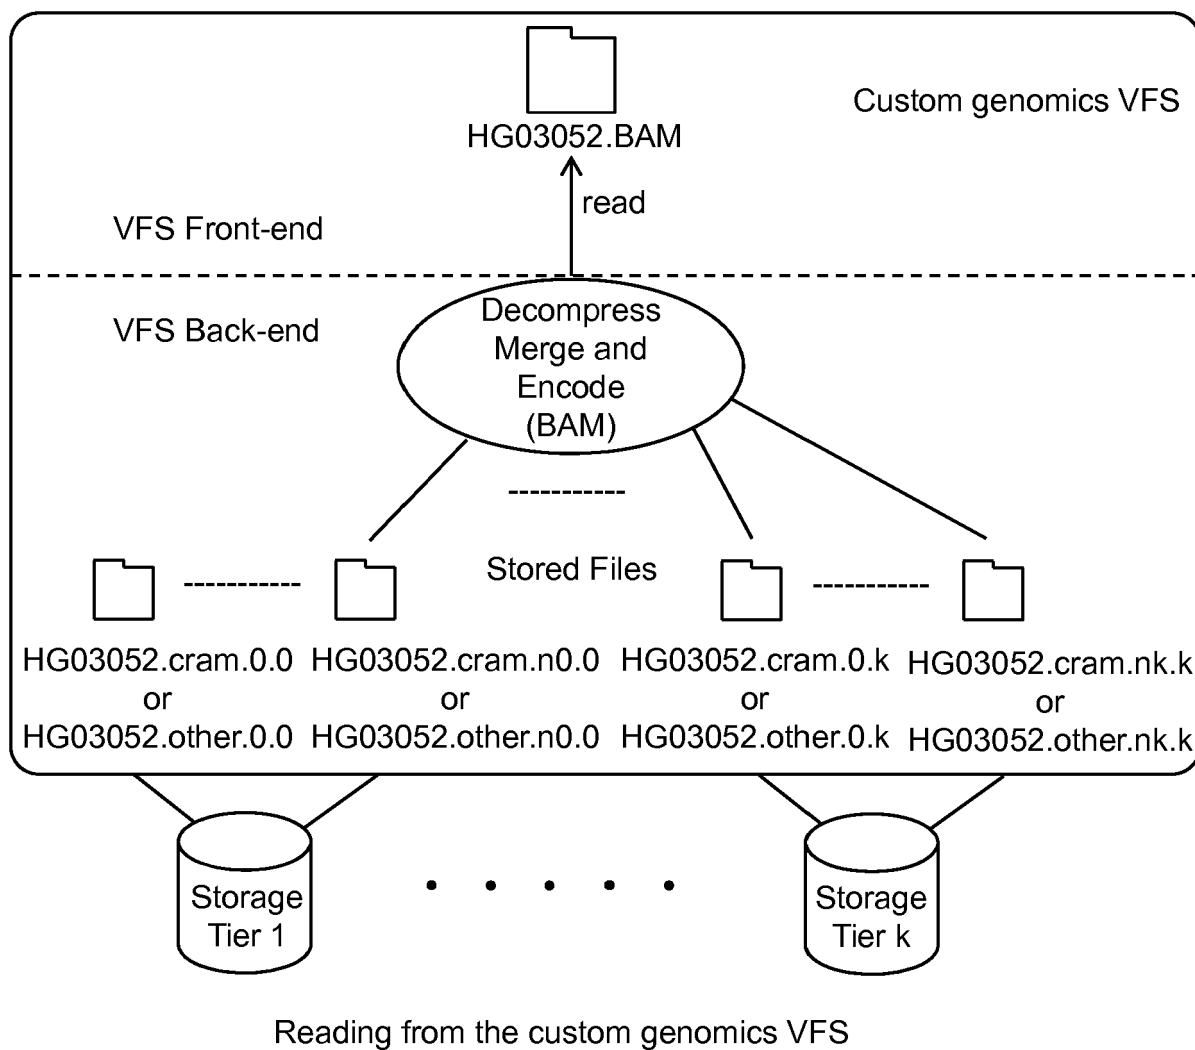 HG03052.BAM
Custom genomics VFS
read
VFS Front-end
VFS Back-end
Decompress
Merge and
Encode
(BAM)
Stored Files
HG03052.cram.0.0
or
HG03052.other.0.0
HG03052.cram.n0.0
or
HG03052.other.n0.0
HG03052.cram.0.k
or
HG03052.other.0.k
HG03052.cram.nk.k
or
HG03052.other.nk.k
Storage
Tier 1
Storage
Tier k
Reading from the custom genomics VFS